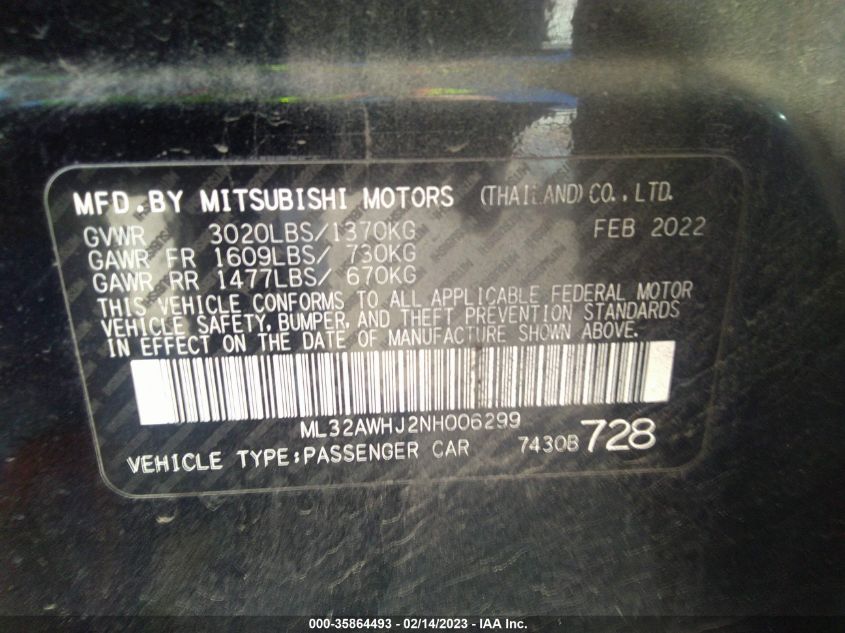 MFD.BY MITSUBISHI MOTORS (THAILAND) CO., LTD.
GVWR 3020LBS/1370KG FEB 2022
GAWR FR 1609LBS/ 730KG
GAWR RR 1477LBS/ 670KG
THIS VEHICLE CONFORMS TO ALL APPLICABLE FEDERAL MOTOR
VEHICLE SAFETY, BUMPER, AND THEFT PREVENTION STANDARDS
IN EFFECT ON THE DATE OF MANUFACTURE SHOWN ABOVE.
ML32AWHJ2NH006299
VEHICLE TYPE:PASSENGER CAR 7430B 728
000-35864493 - 02/14/2023 - IAA Inc.